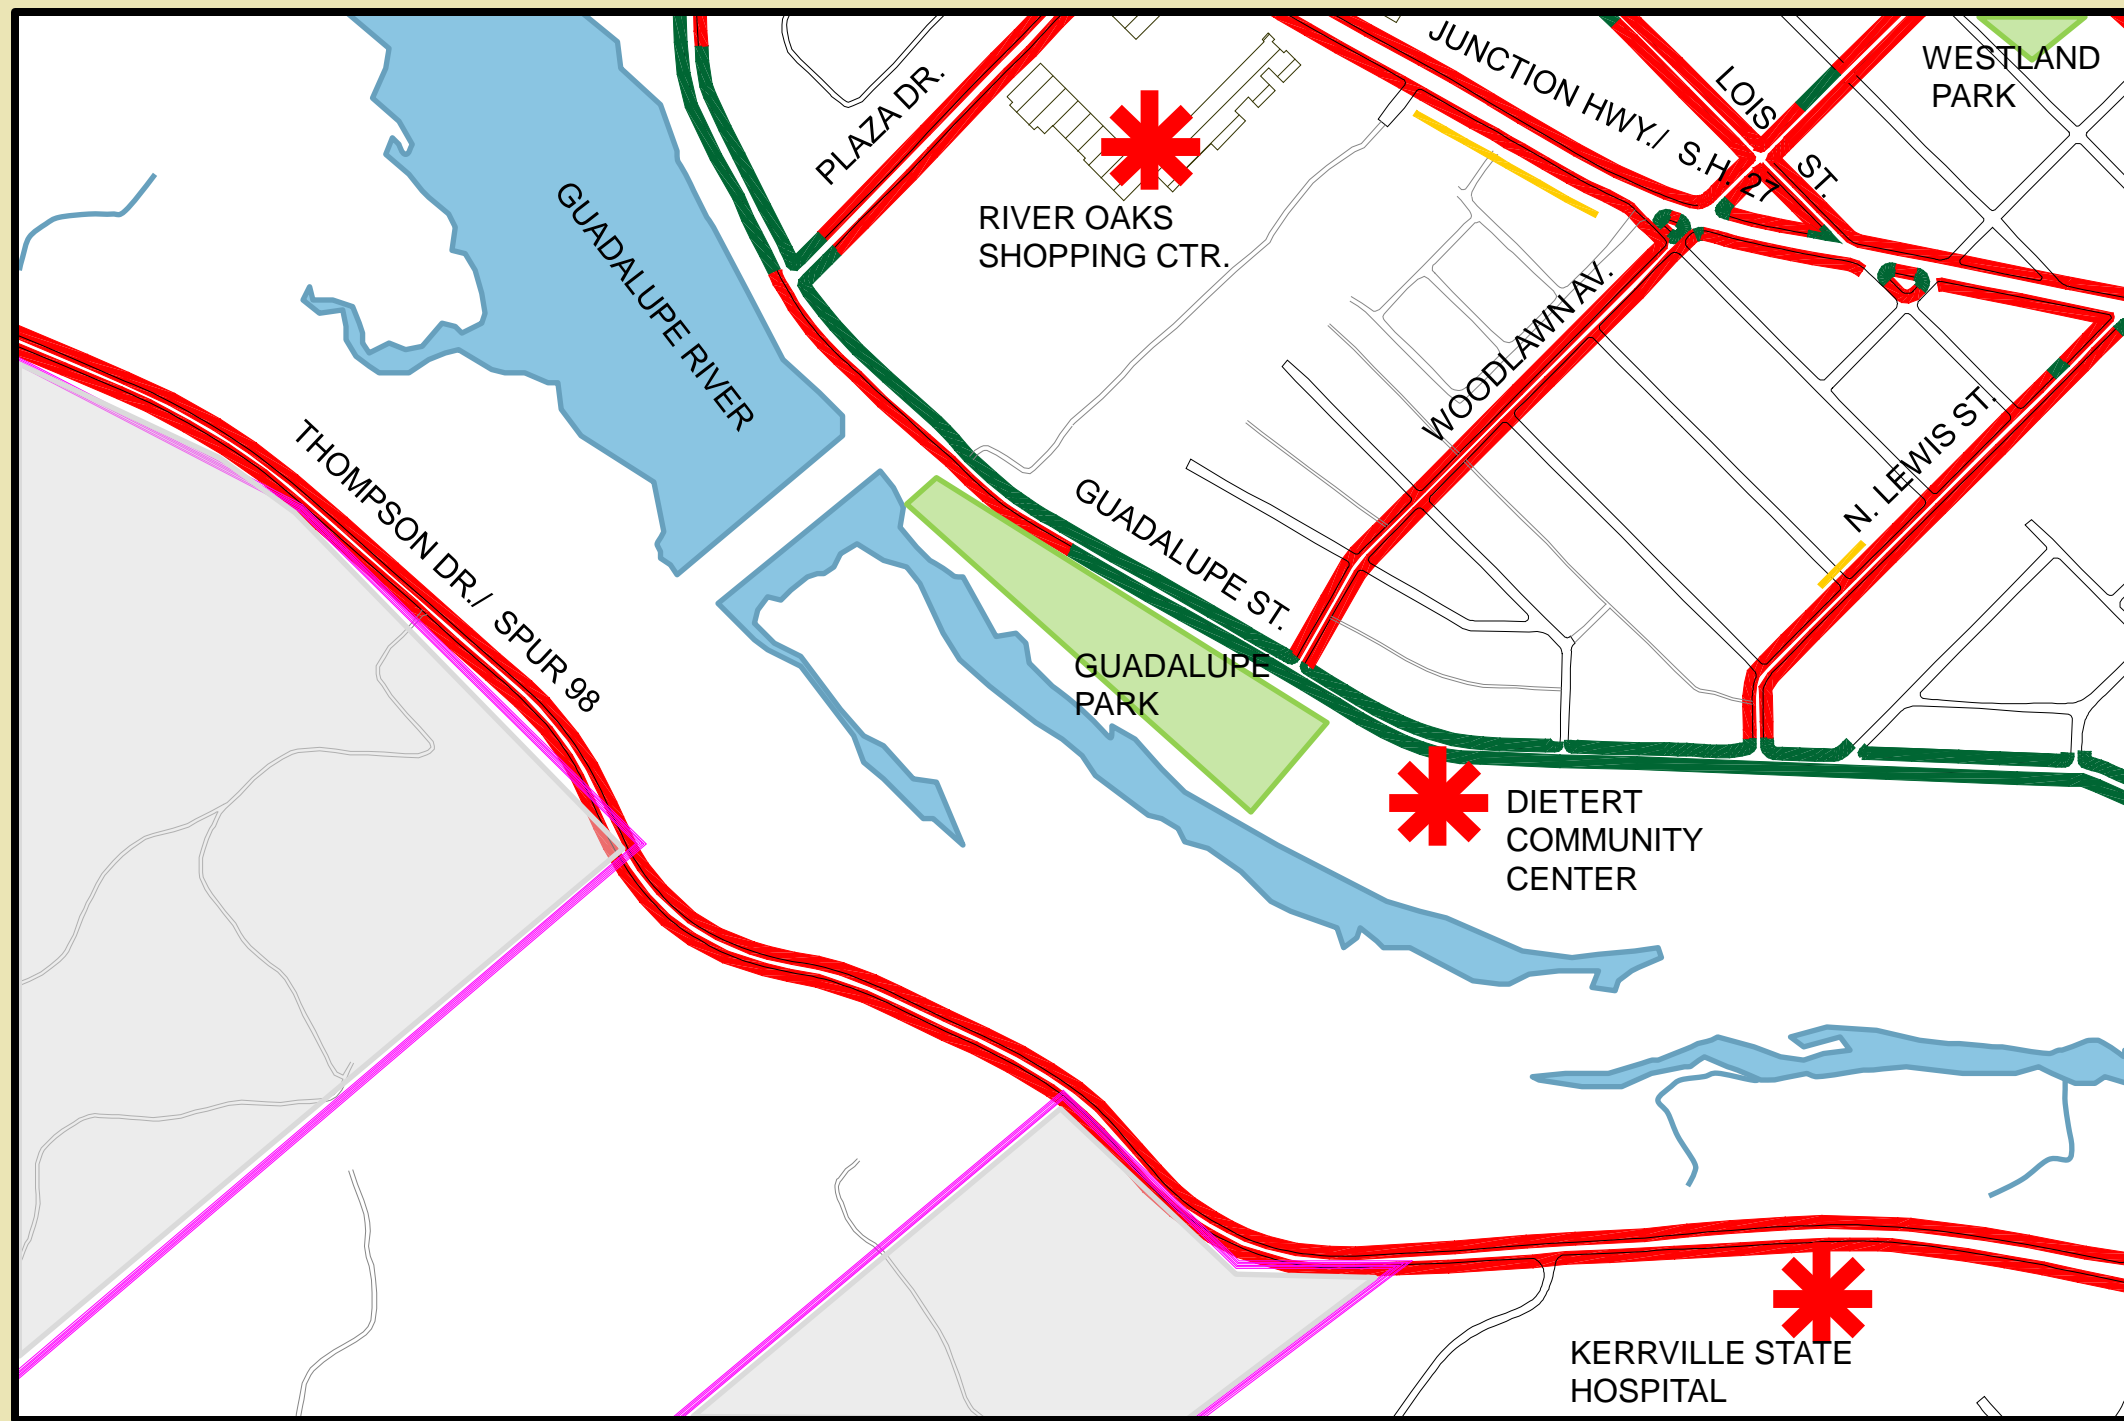 JUNCTION HWY./ S.H. 27
LOIS ST.
WESTLAND
PARK
PLAZA DR.
RIVER OAKS
SHOPPING CTR.
GUADALUPE RIVER
WOODLAWN AV.
N. LEWIS ST.
THOMPSON DR./ SPUR 98
GUADALUPE ST.
GUADALUPE
PARK
DIETERT
COMMUNITY
CENTER
KERRVILLE STATE
HOSPITAL